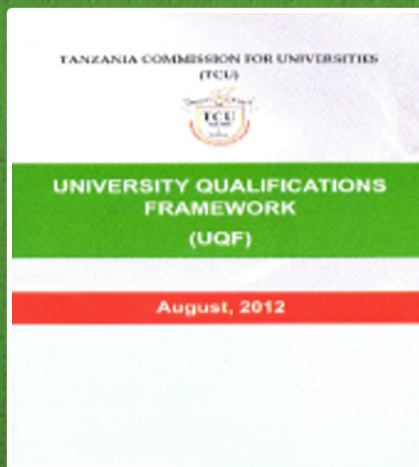 TANZANIA COMMISSION FOR UNIVERSITIES
(TCU)
TCU
UNIVERSITY QUALIFICATIONS
FRAMEWORK
(UQF)
August, 2012